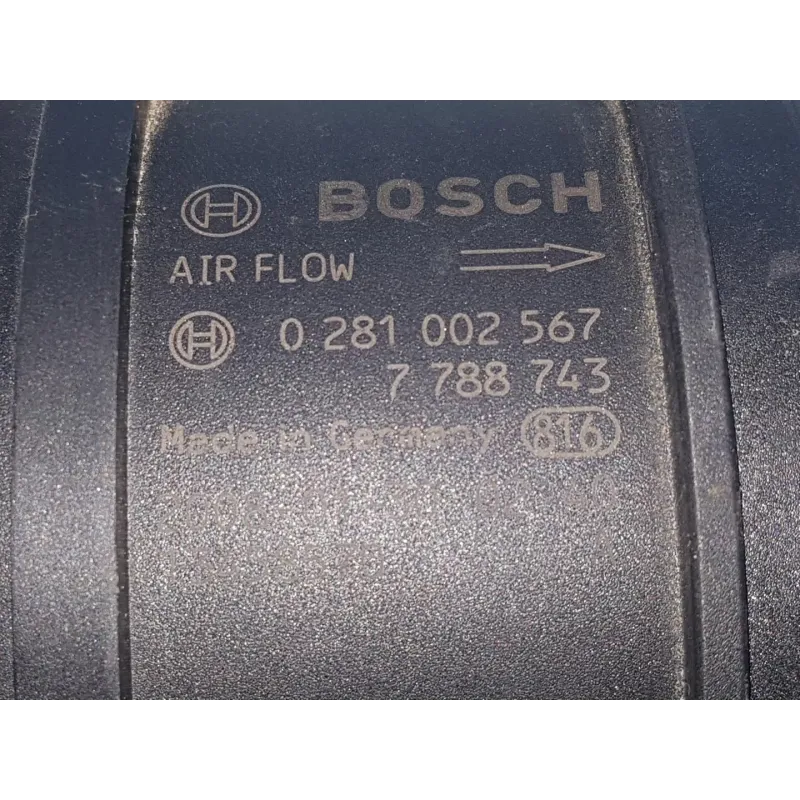 BOSCH
AIR FLOW
0 281 002 567
7 788 743
Made in Germany 816